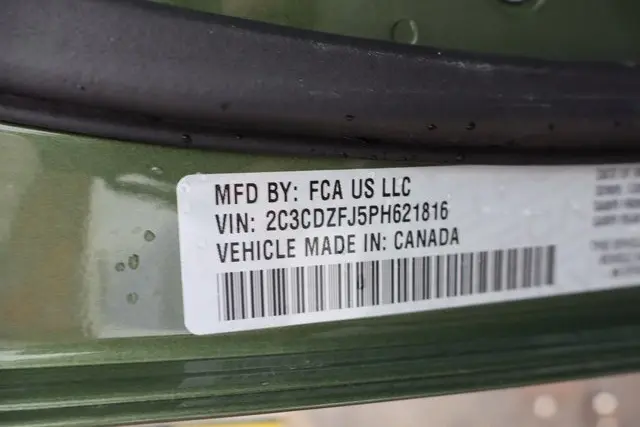 MFD BY: FCA US LLC
VIN: 2C3CDZFJ5PH621816
VEHICLE MADE IN: CANADA